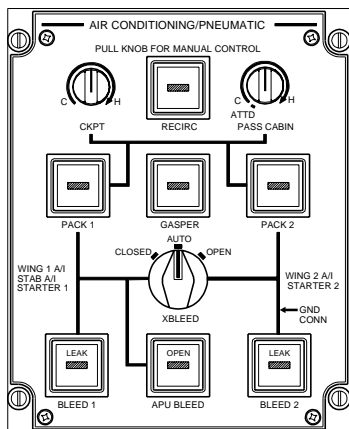 AIR CONDITIONING/PNEUMATIC
PULL KNOB FOR MANUAL CONTROL
C H
C H
ATTD
CKPT RECIRC PASS CABIN
PACK 1 GASPER PACK 2
AUTO
CLOSED OPEN
WING 1 A/I
STAB A/I
STARTER 1
WING 2 A/I
STARTER 2
XBLEED
GND
CONN
LEAK OPEN LEAK
BLEED 1 APU BLEED BLEED 2